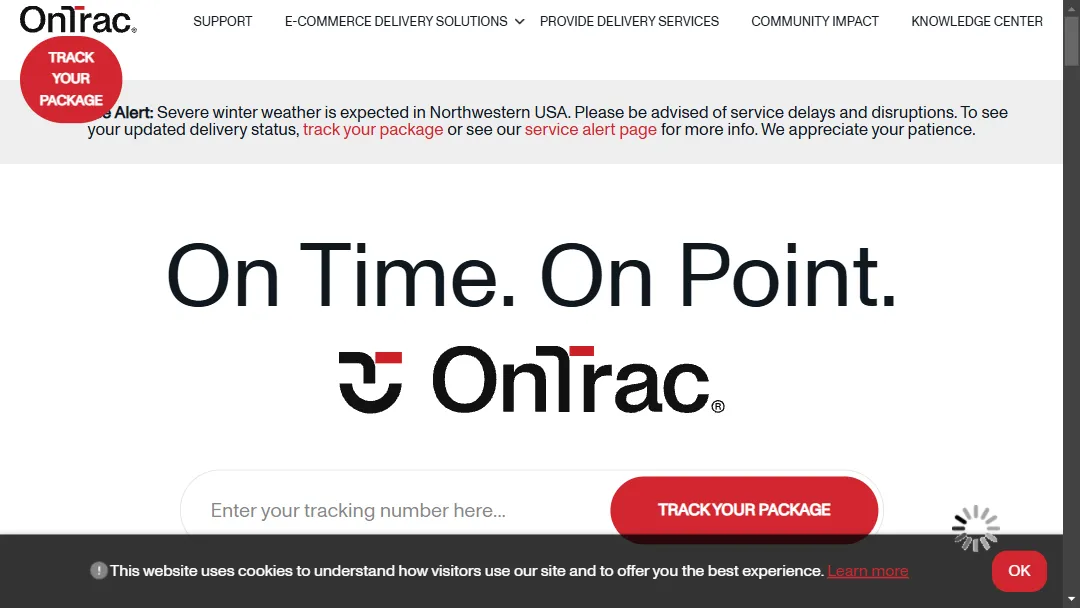 OnTrac®
SUPPORT
E-COMMERCE DELIVERY SOLUTIONS
PROVIDE DELIVERY SERVICES
COMMUNITY IMPACT
KNOWLEDGE CENTER
TRACK
YOUR
PACKAGE
Alert: Severe winter weather is expected in Northwestern USA. Please be advised of service delays and disruptions. To see
your updated delivery status, track your package or see our service alert page for more info. We appreciate your patience.
On Time. On Point.
OnTrac®
Enter your tracking number here...
TRACK YOUR PACKAGE
This website uses cookies to understand how visitors use our site and to offer you the best experience. Learn more
OK